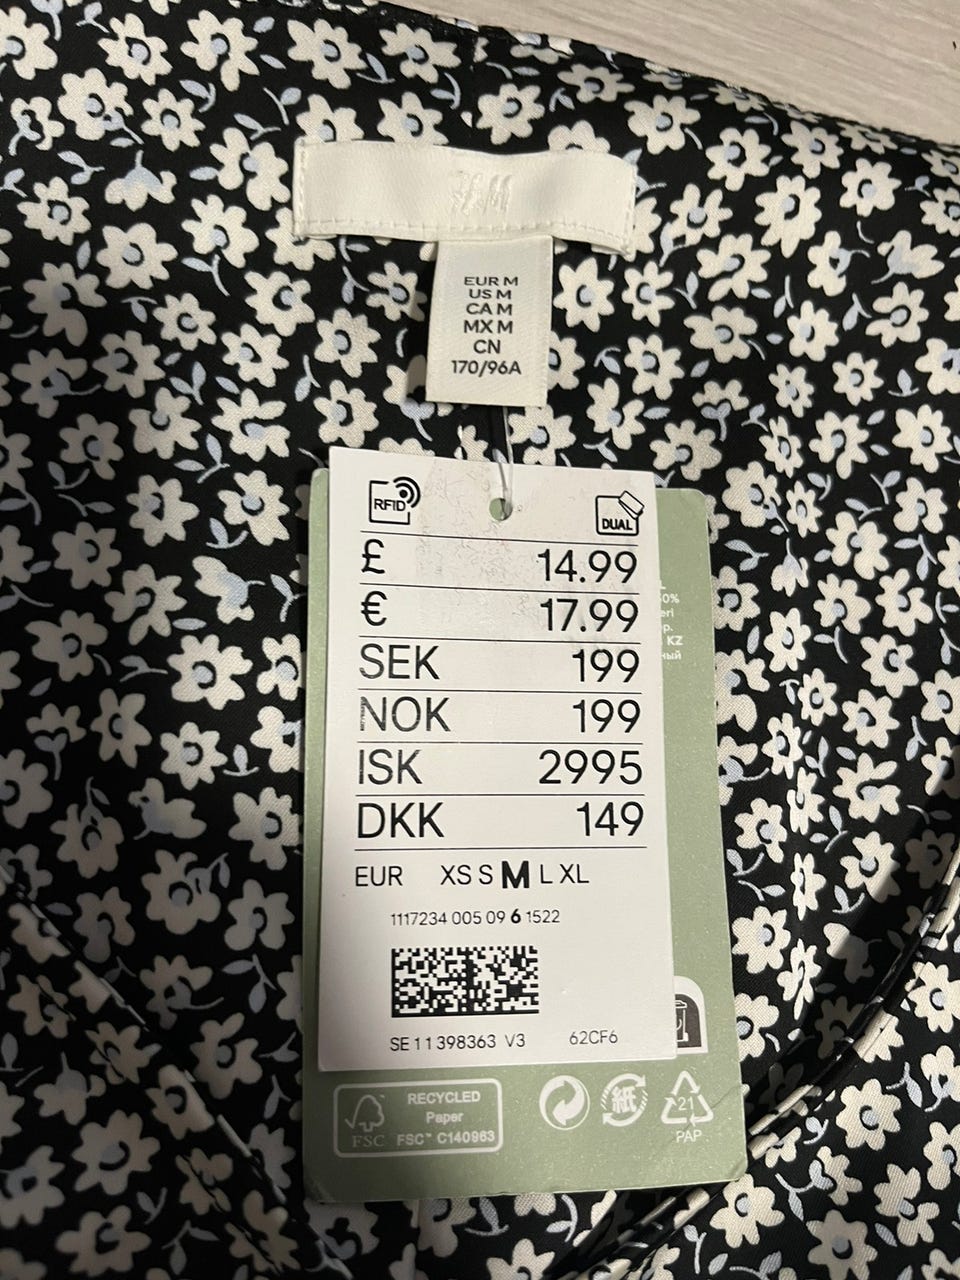 H&M
EUR M
US M
CA M
MX M
CN
170/96A
RFID
DUAL
£ 14.99
€ 17.99
SEK 199
NOK 199
ISK 2995
DKK 149
EUR XS S M L XL
1117234 005 09 6 1522
SE 11 398363 V3 62CF6
KZ
RECYCLED
Paper
FSC
FSC™ C140963
紙
21
PAP